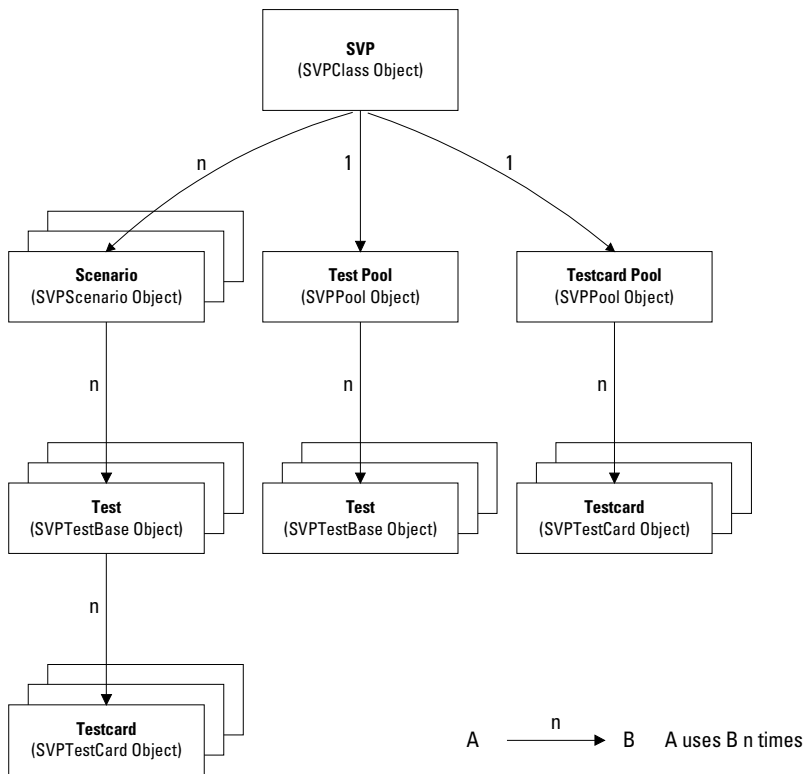 SVP
(SVPClass Object)
n
1
1
Scenario
(SVPScenario Object)
Test Pool
(SVPPool Object)
Testcard Pool
(SVPPool Object)
n
n
n
Test
(SVPTestBase Object)
Test
(SVPTestBase Object)
Testcard
(SVPTestCard Object)
n
Testcard
(SVPTestCard Object)
n
A B A uses B n times